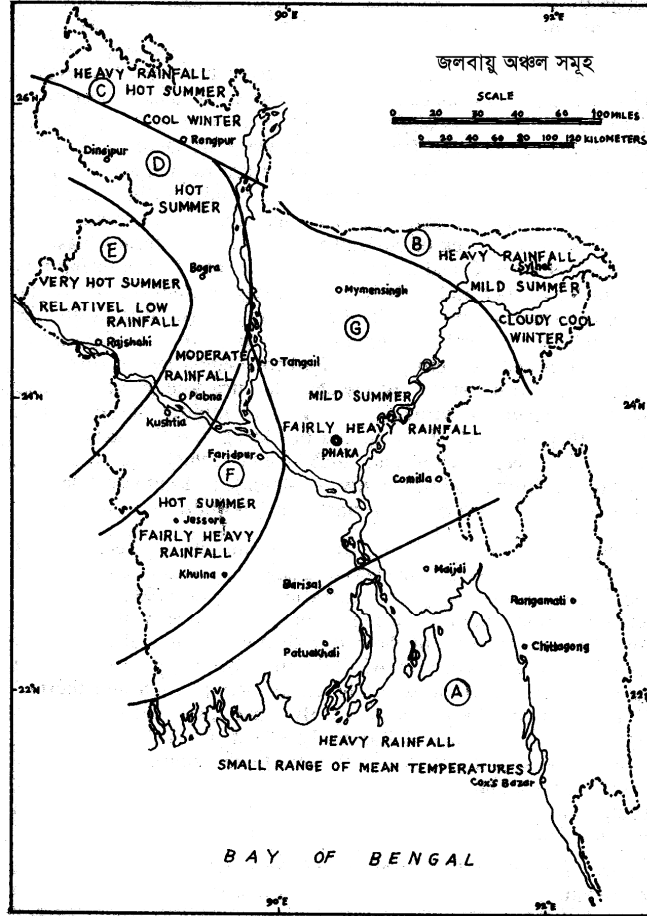 90°E
92°E
জলবায়ু অঞ্চল সমূহ
SCALE
0 20 40 60 100 MILES
0 20 40 60 80 100 120 KILOMETERS
HEAVY RAINFALL
HOT SUMMER
C
COOL WINTER
26°N
Rongpur
Dinajpur
D
HOT
SUMMER
B
HEAVY RAINFALL
Sylhet
MILD SUMMER
CLOUDY COOL
WINTER
E
VERY HOT SUMMER
RELATIVEL LOW
RAINFALL
Bogra
Mymensingh
G
Rajshahi
MODERATE
RAINFALL
Tangail
24°N
24°N
Pabna
Kushtia
MILD SUMMER
FAIRLY HEAVY RAINFALL
DHAKA
Faridpur
F
Comilla
HOT SUMMER
Jessore
FAIRLY HEAVY
RAINFALL
Khulna
Barisal
Maijdi
Rangamati
Patuakhali
Chittagong
22°N
22°N
A
HEAVY RAINFALL
SMALL RANGE OF MEAN TEMPERATURES
Cox's Bazar
BAY OF BENGAL
90°E
92°E